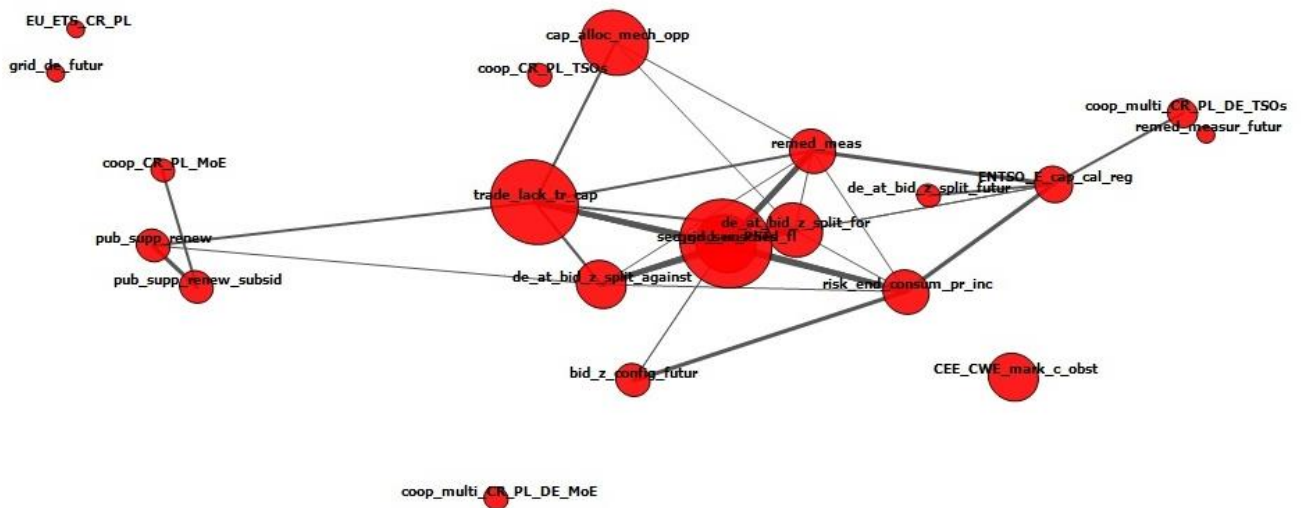 EU_ETS_CR_PL
cap_alloc_mech_opp
grid_de_futur
coop_CR_PL_TSOs
coop_multi_CR_PL_DE_TSOs
remed_measur_futur
remed_meas
coop_CR_PL_MoE
ENTSO_E_cap_cal_reg
de_at_bid_z_split_futur
trade_lack_tr_cap
de_at_bid_z_split_for
pub_supp_renew
de_at_bid_z_split_against
pub_supp_renew_subsid
risk_end_consum_pr_inc
bid_z_config_futur
CEE_CWE_mark_c_obst
coop_multi_CR_PL_DE_MoE